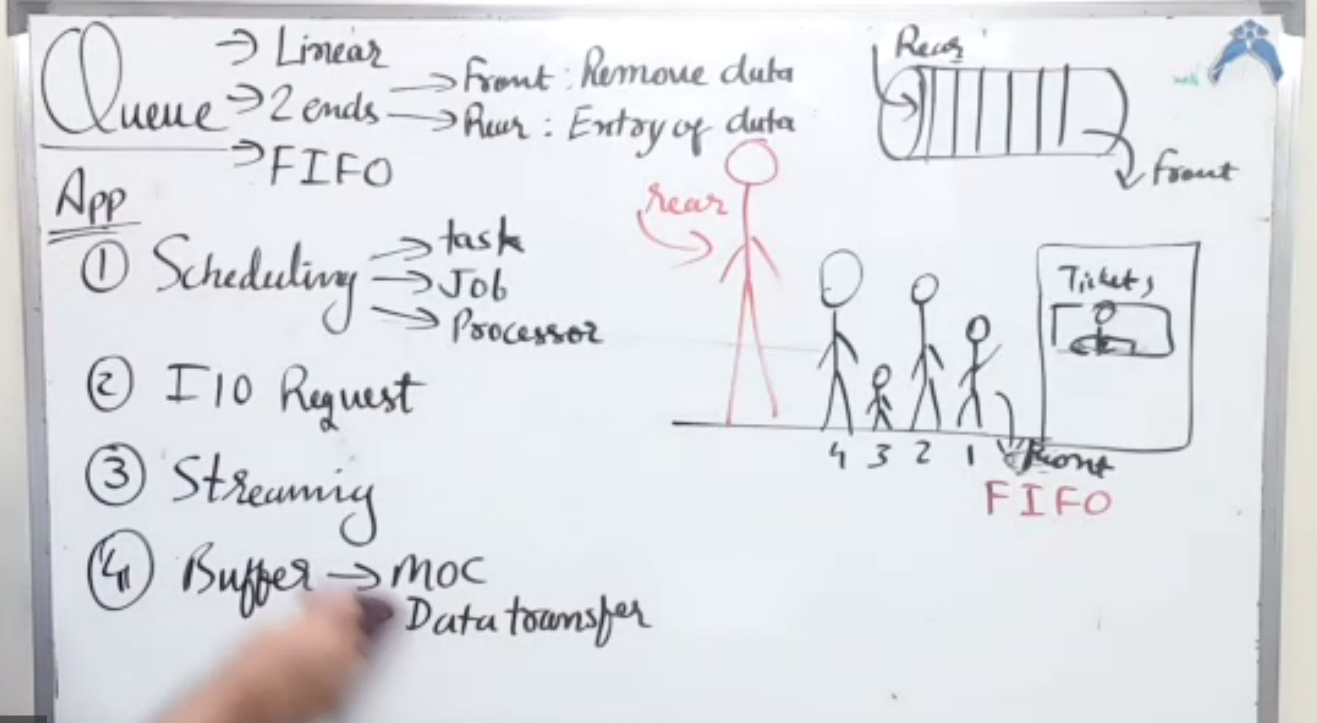 Queue → Linear
→ 2 ends → Front : Remove data
→ Rear : Entry of data
→ FIFO
App
① Scheduling → task
→ Job
→ Processor
② I/O Request
③ Streaming
④ Buffer → MOC
Data transfer
Rear
Front
rear
Tickets
4 3 2 1 Front
FIFO